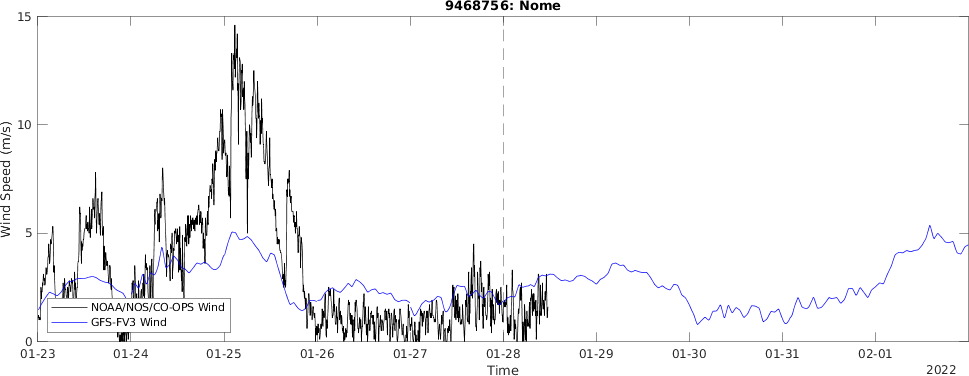 9468756: Nome
15
10
5
0
Wind Speed (m/s)
NOAA/NOS/CO-OPS Wind
GFS-FV3 Wind
01-23 01-24 01-25 01-26 01-27 01-28 01-29 01-30 01-31 02-01
Time
2022